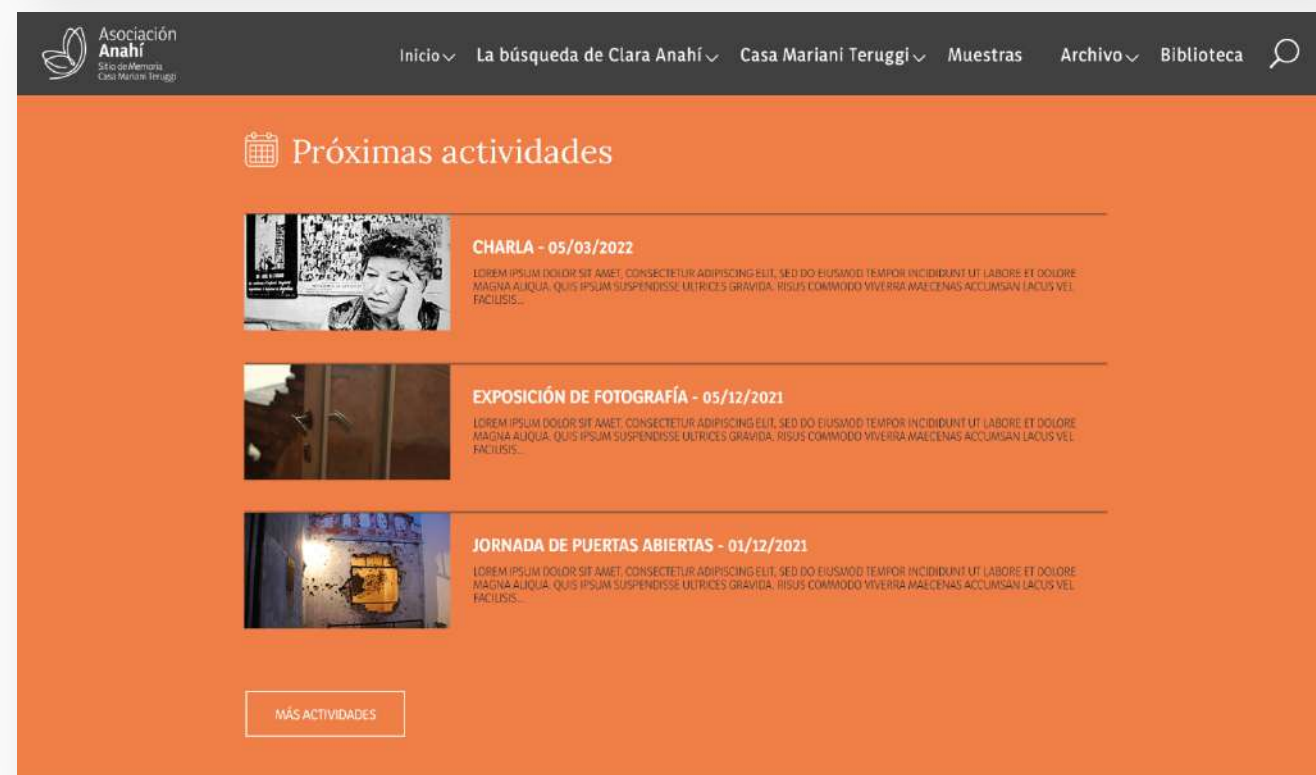 Asociación
Anahí
Sitio de Memoria
Casa Mariani Teruggi
Inicio La búsqueda de Clara Anahí Casa Mariani Teruggi Muestras Archivo Biblioteca
Próximas actividades
CHARLA - 05/03/2022
LOREM IPSUM DOLOR SIT AMET, CONSECTETUR ADIPISCING ELIT, SED DO EIUSMOD TEMPOR INCIDIDUNT UT LABORE ET DOLORE
MAGNA ALIQUA. QUIS IPSUM SUSPENDISSE ULTRICES GRAVIDA. RISUS COMMODO VIVERRA MAECENAS ACCUMSAN LACUS VEL
FACILISIS...
EXPOSICIÓN DE FOTOGRAFÍA - 05/12/2021
LOREM IPSUM DOLOR SIT AMET, CONSECTETUR ADIPISCING ELIT, SED DO EIUSMOD TEMPOR INCIDIDUNT UT LABORE ET DOLORE
MAGNA ALIQUA. QUIS IPSUM SUSPENDISSE ULTRICES GRAVIDA. RISUS COMMODO VIVERRA MAECENAS ACCUMSAN LACUS VEL
FACILISIS...
JORNADA DE PUERTAS ABIERTAS - 01/12/2021
LOREM IPSUM DOLOR SIT AMET, CONSECTETUR ADIPISCING ELIT, SED DO EIUSMOD TEMPOR INCIDIDUNT UT LABORE ET DOLORE
MAGNA ALIQUA. QUIS IPSUM SUSPENDISSE ULTRICES GRAVIDA. RISUS COMMODO VIVERRA MAECENAS ACCUMSAN LACUS VEL
FACILISIS...
MÁS ACTIVIDADES